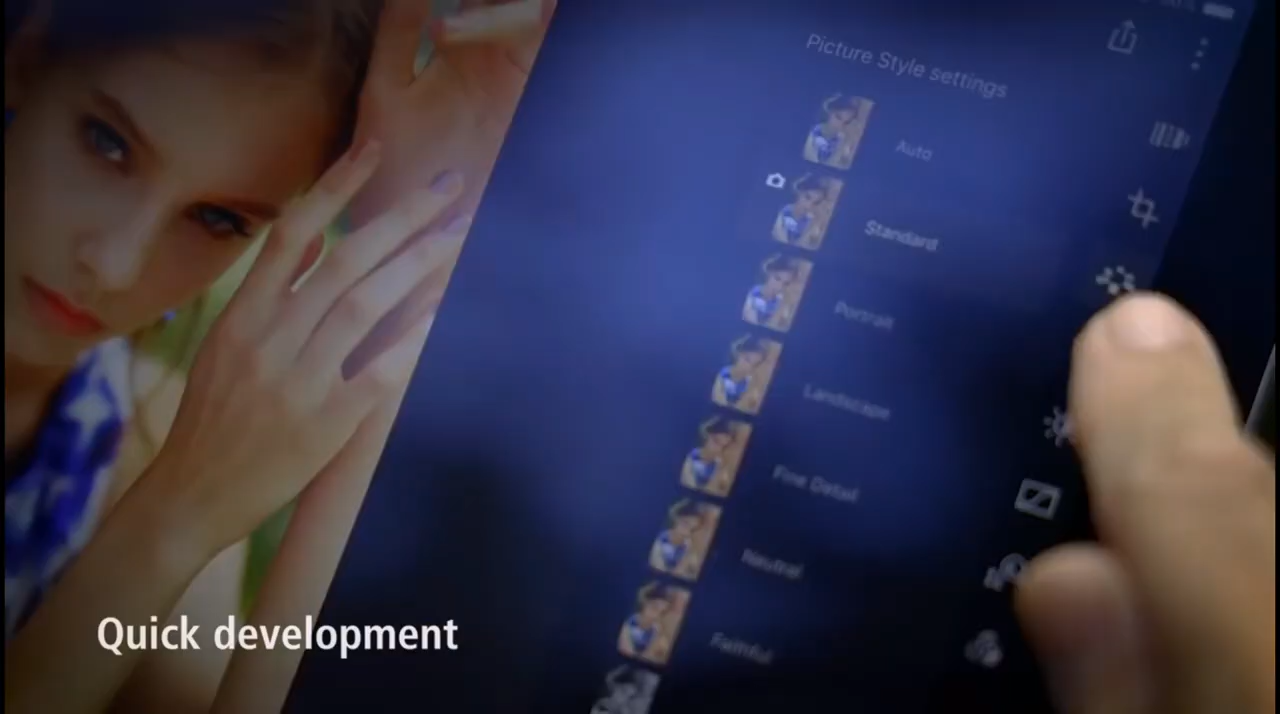 Picture Style settings
Auto
Standard
Portrait
Landscape
Fine Detail
Neutral
Faithful
Quick development